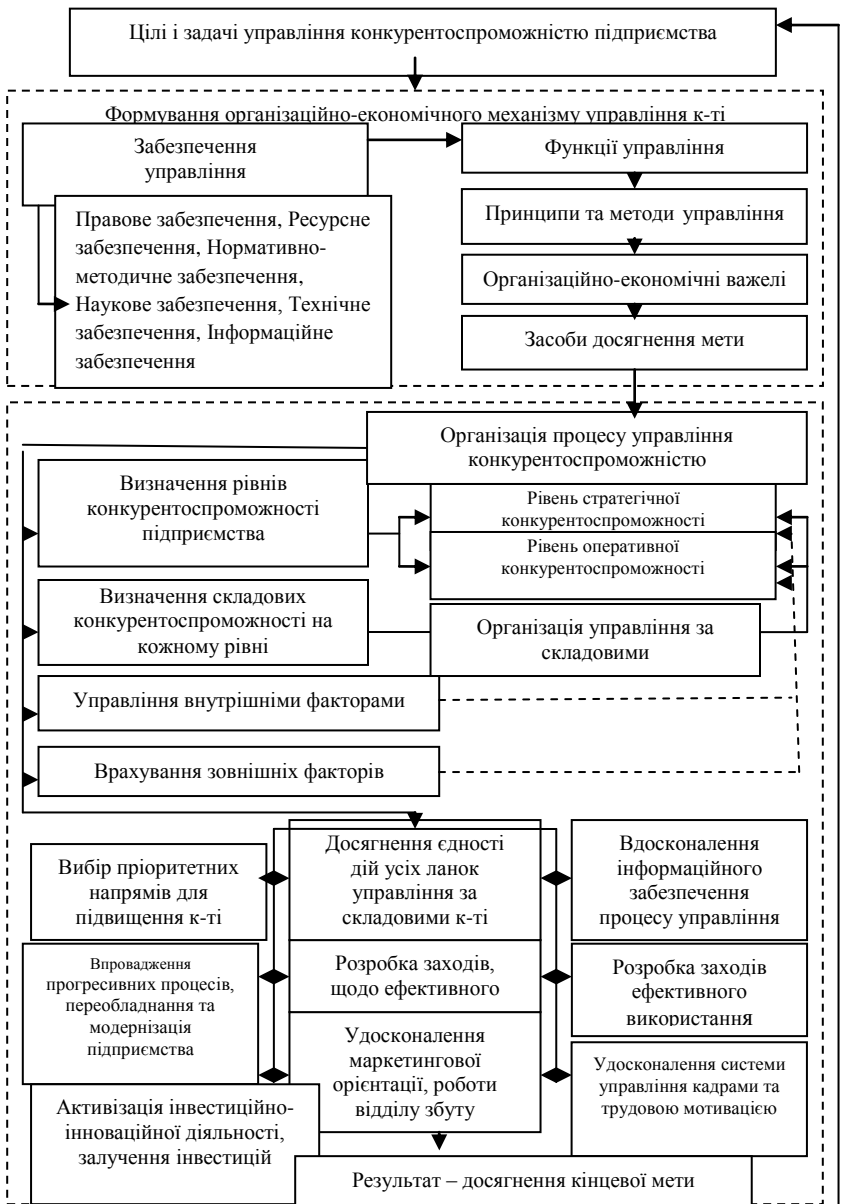 Цілі і задачі управління конкурентоспроможністю підприємства
Формування організаційно-економічного механізму управління к-ті
Забезпечення
управління
Правове забезпечення, Ресурсне
забезпечення, Нормативно-
методичне забезпечення,
Наукове забезпечення, Технічне
забезпечення, Інформаційне
забезпечення
Функції управління
Принципи та методи управління
Організаційно-економічні важелі
Засоби досягнення мети
Організація процесу управління
конкурентоспроможністю
Визначення рівнів
конкурентоспроможності
підприємства
Рівень стратегічної
конкурентоспроможності
Рівень оперативної
конкурентоспроможності
Визначення складових
конкурентоспроможності на
кожному рівні
Організація управління за
складовими
Управління внутрішніми факторами
Врахування зовнішніх факторів
Вибір пріоритетних
напрямів для
підвищення к-ті
Досягнення єдності
дій усіх ланок
управління за
складовими к-ті
Вдосконалення
інформаційного
забезпечення
процесу управління
Впровадження
прогресивних процесів,
переобладнання та
модернізація
підприємства
Розробка заходів,
щодо ефективного
Розробка заходів
ефективного
використання
Активізація інвестиційно-
інноваційної діяльності,
залучення інвестицій
Удосконалення
маркетингової
орієнтації, роботи
відділу збуту
Удосконалення системи
управління кадрами та
трудовою мотивацією
Результат – досягнення кінцевої мети